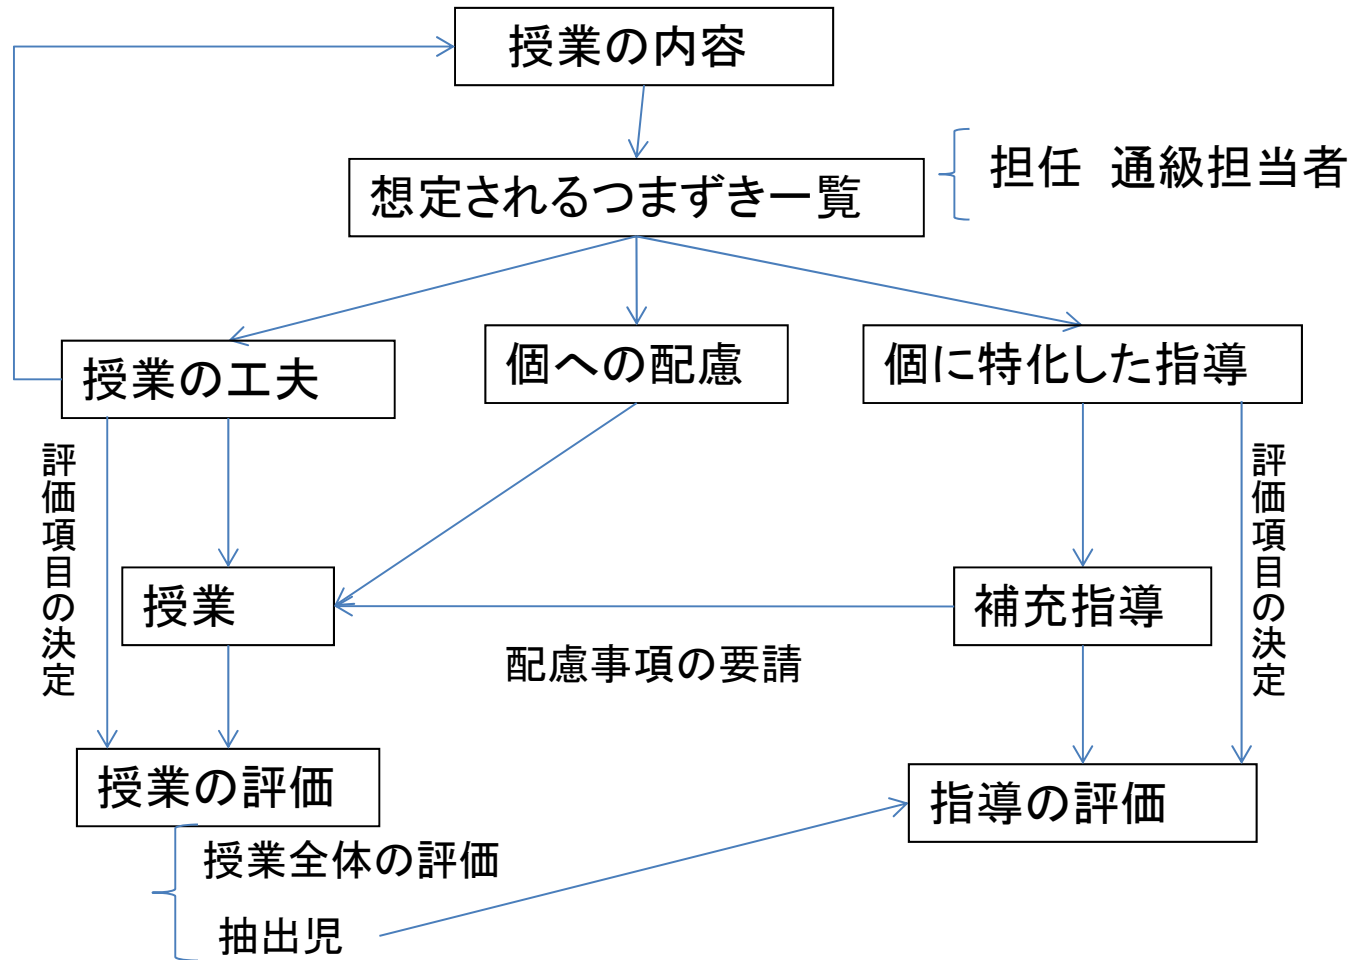 授業の内容
想定されるつまずき一覧
担任 通級担当者
授業の工夫
個への配慮
個に特化した指導
評価項目の決定
評価項目の決定
授業
補充指導
配慮事項の要請
授業の評価
指導の評価
授業全体の評価
抽出児